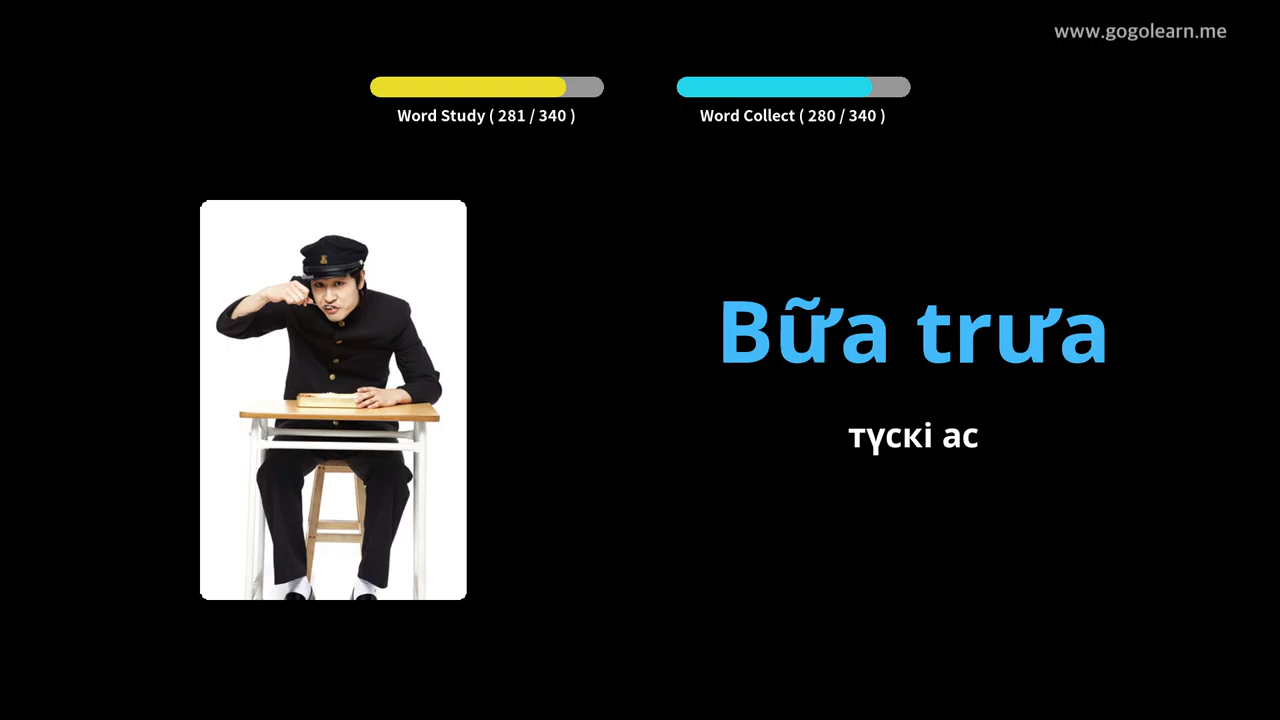 www.gogolearn.me
Word Study ( 281 / 340 )
Word Collect ( 280 / 340 )
Bữa trưa
түскі ас